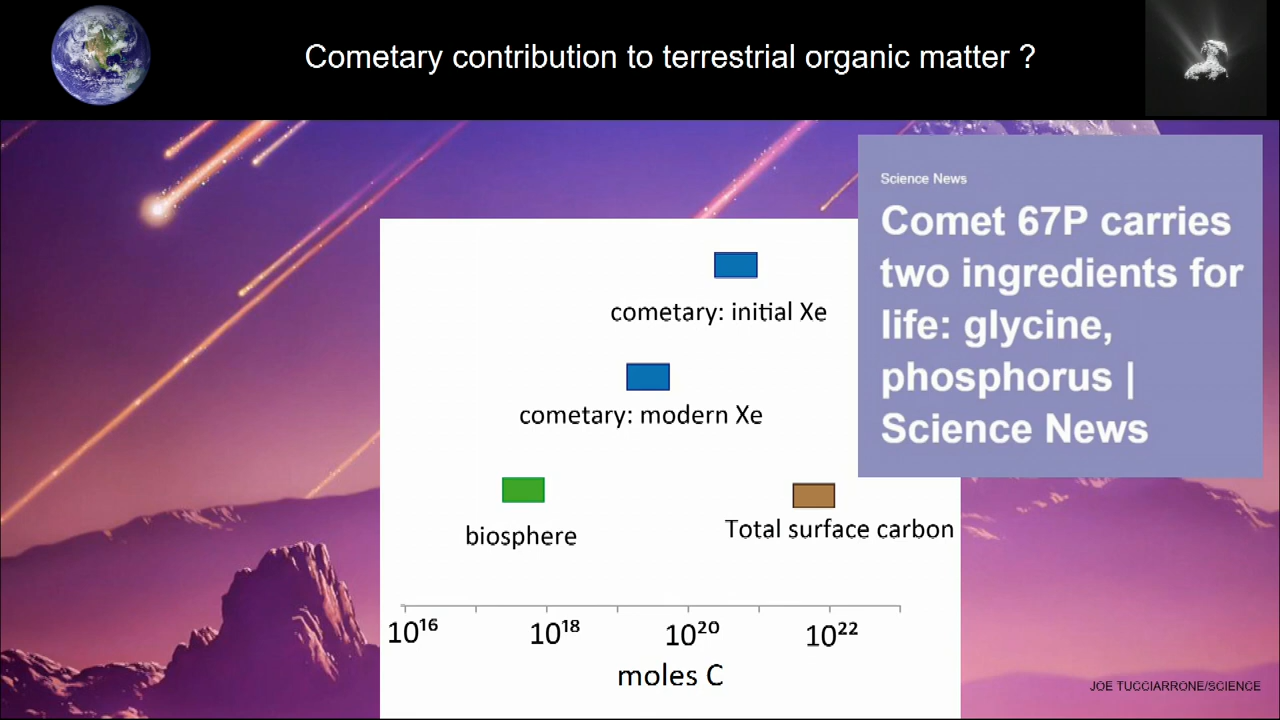 Cometary contribution to terrestrial organic matter ?
Science News
Comet 67P carries
two ingredients for
life: glycine,
phosphorus |
Science News
cometary: initial Xe
cometary: modern Xe
biosphere
Total surface carbon
10¹⁶ 10¹⁸ 10²⁰ 10²²
moles C
JOE TUCCIARRONE/SCIENCE